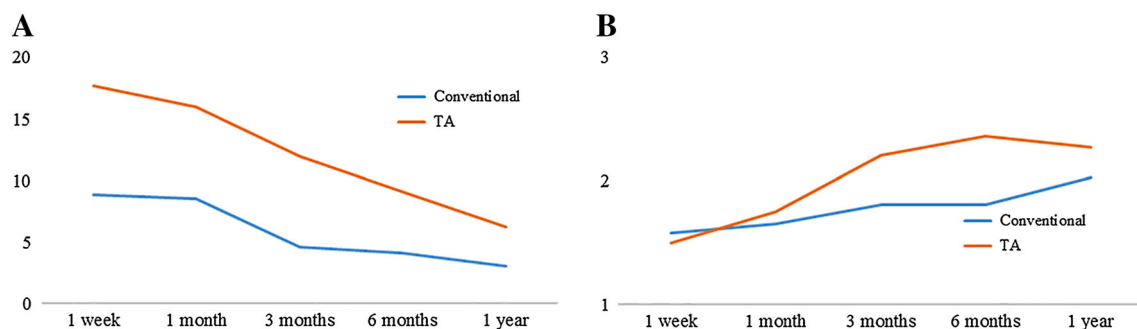 A
20
15
10
5
0
Conventional
TA
1 week 1 month 3 months 6 months 1 year
B
3
2
1
Conventional
TA
1 week 1 month 3 months 6 months 1 year